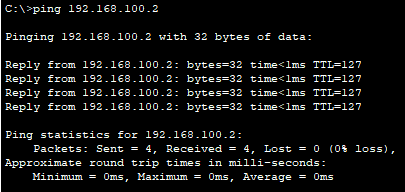 C:\>ping 192.168.100.2
Pinging 192.168.100.2 with 32 bytes of data:
Reply from 192.168.100.2: bytes=32 time<1ms TTL=127
Reply from 192.168.100.2: bytes=32 time<1ms TTL=127
Reply from 192.168.100.2: bytes=32 time<1ms TTL=127
Reply from 192.168.100.2: bytes=32 time<1ms TTL=127
Ping statistics for 192.168.100.2:
    Packets: Sent = 4, Received = 4, Lost = 0 (0% loss),
Approximate round trip times in milli-seconds:
    Minimum = 0ms, Maximum = 0ms, Average = 0ms